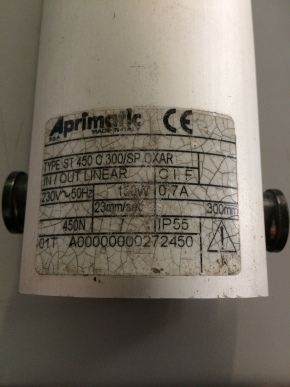 Aprimatic CE
MADE IN ITALY
TYPE ST 450 C.300/SP.OXAR
IN / OUT LINEAR C I F
230V~50Hz 0,7A
23mm/sec 300mm
450N IP55
01T A00000000272450